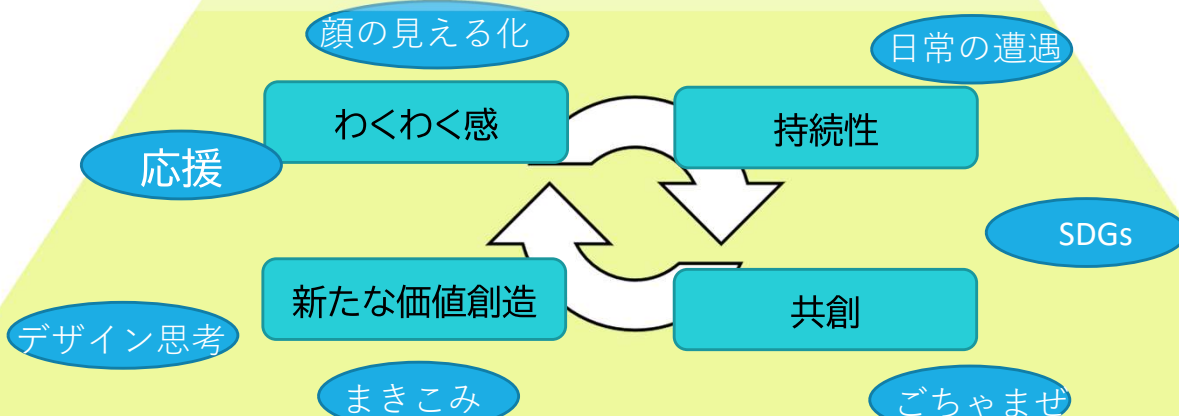 顔の見える化
日常の遭遇
わくわく感
持続性
応援
SDGs
新たな価値創造
共創
デザイン思考
まきこみ
ごちゃまぜ